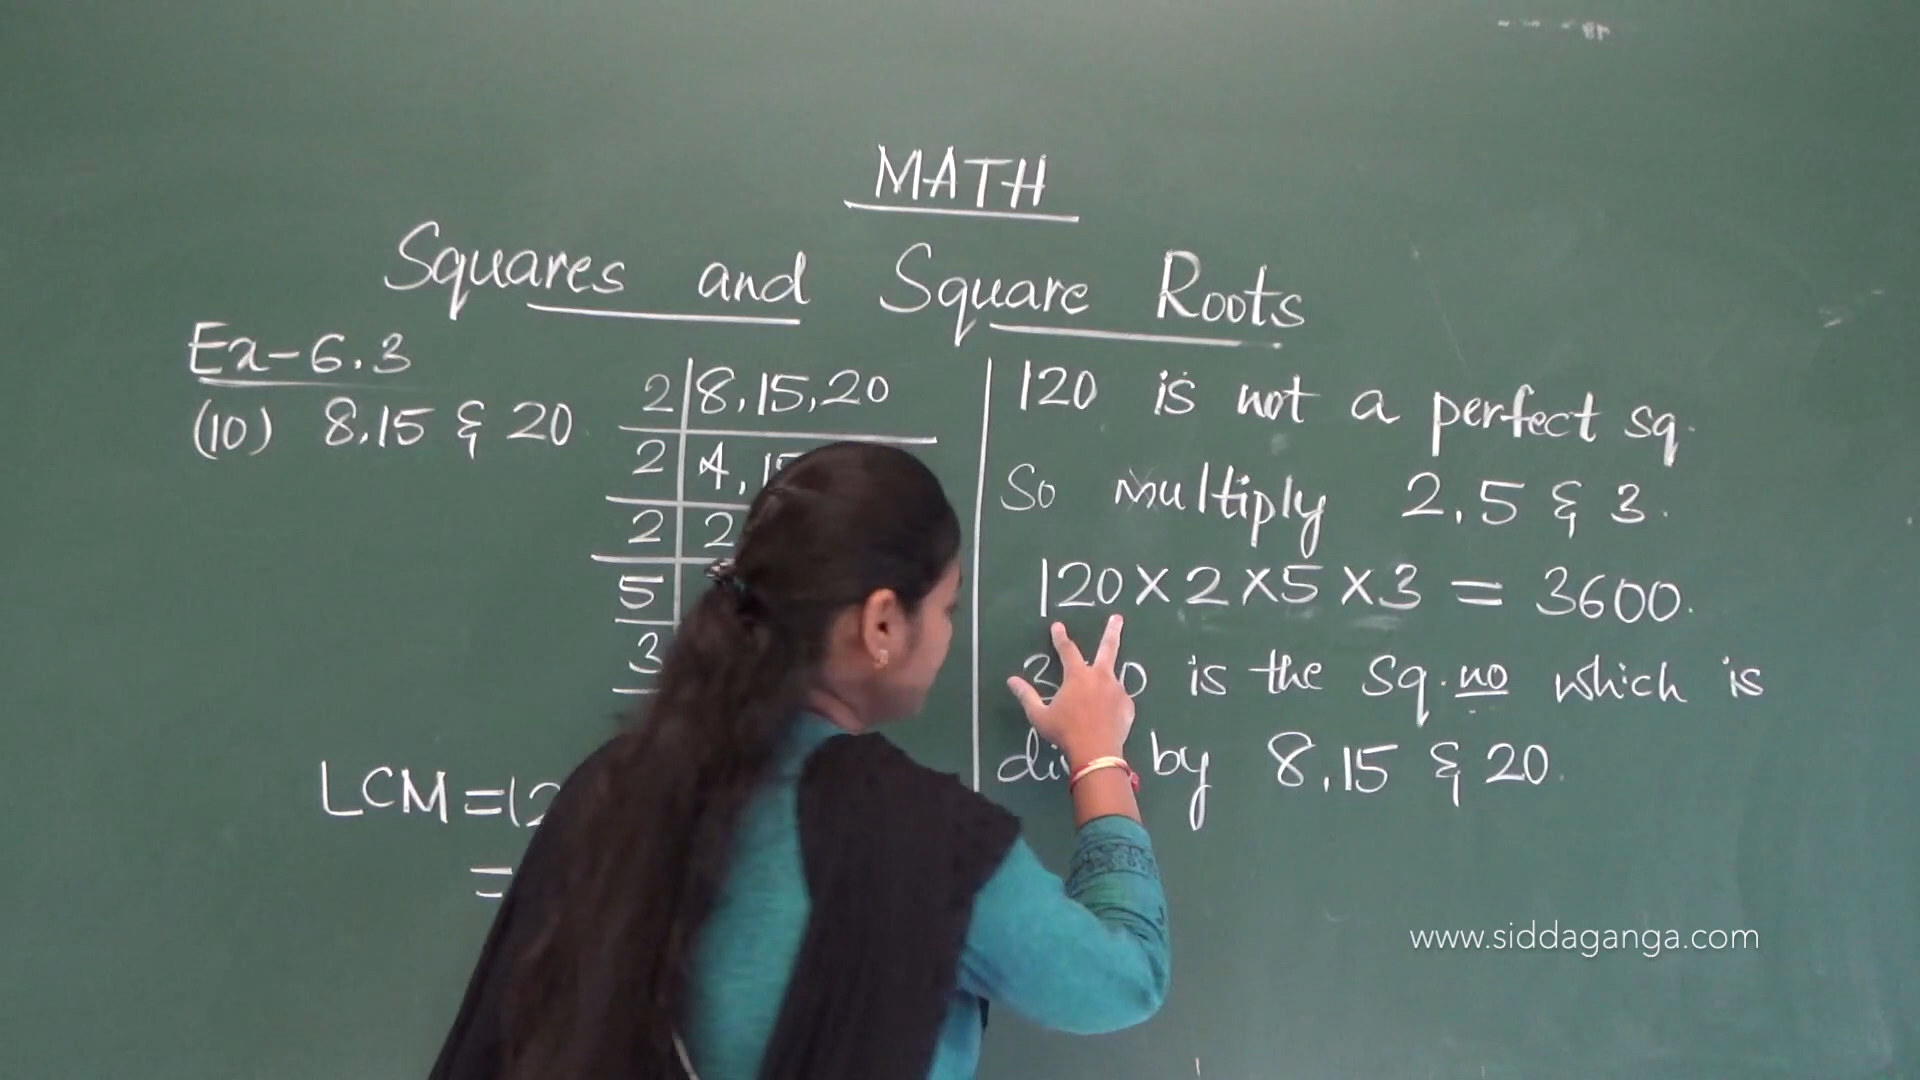 MATH
Squares and Square Roots
Ex-6.3
(10) 8,15 & 20
2 8,15,20
2 4,
2 2
5
3
LCM =
=
120 is not a perfect sq.
So multiply 2,5 & 3.
120×2×5×3 = 3600.
is the sq.no which is
by 8,15 & 20.
www.siddaganga.com